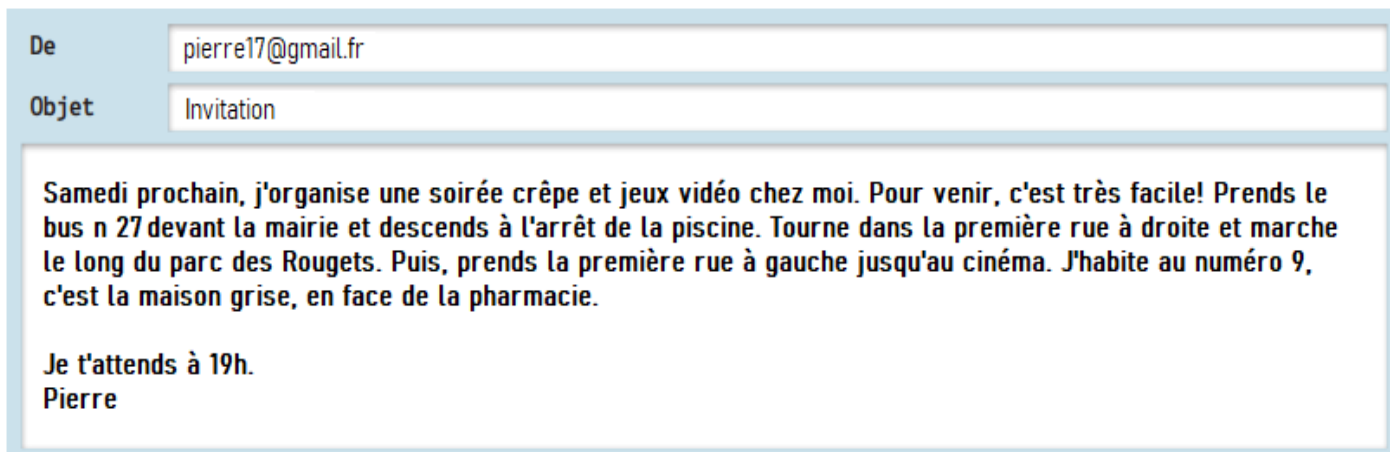 De pierre17@gmail.fr
Objet Invitation
Samedi prochain, j'organise une soirée crêpe et jeux vidéo chez moi. Pour venir, c'est très facile! Prends le
bus n 27 devant la mairie et descends à l'arrêt de la piscine. Tourne dans la première rue à droite et marche
le long du parc des Rougets. Puis, prends la première rue à gauche jusqu'au cinéma. J'habite au numéro 9,
c'est la maison grise, en face de la pharmacie.
Je t'attends à 19h.
Pierre